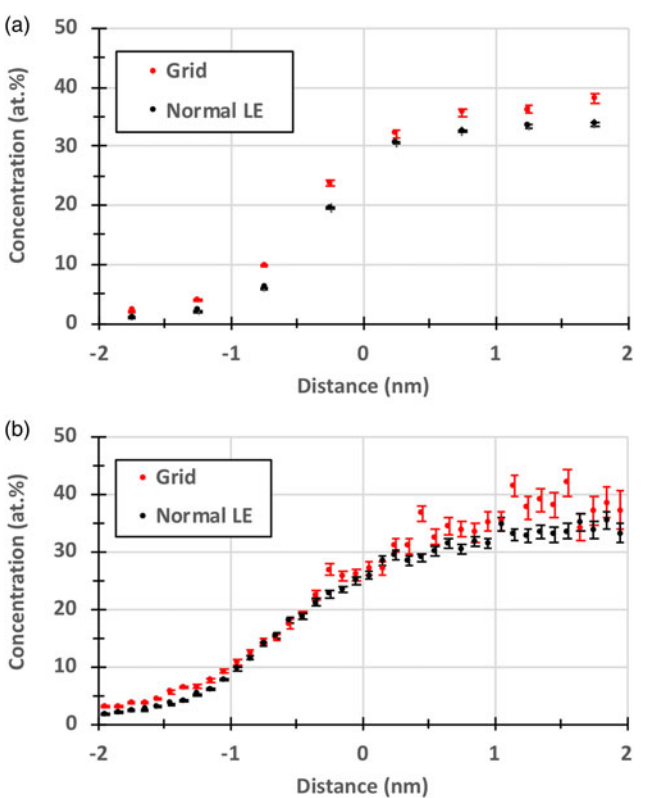 (a)
50
40
30
20
10
0
Concentration (at.%)
Grid
Normal LE
-2 -1 0 1 2
Distance (nm)
(b)
50
40
30
20
10
0
Concentration (at.%)
Grid
Normal LE
-2 -1 0 1 2
Distance (nm)